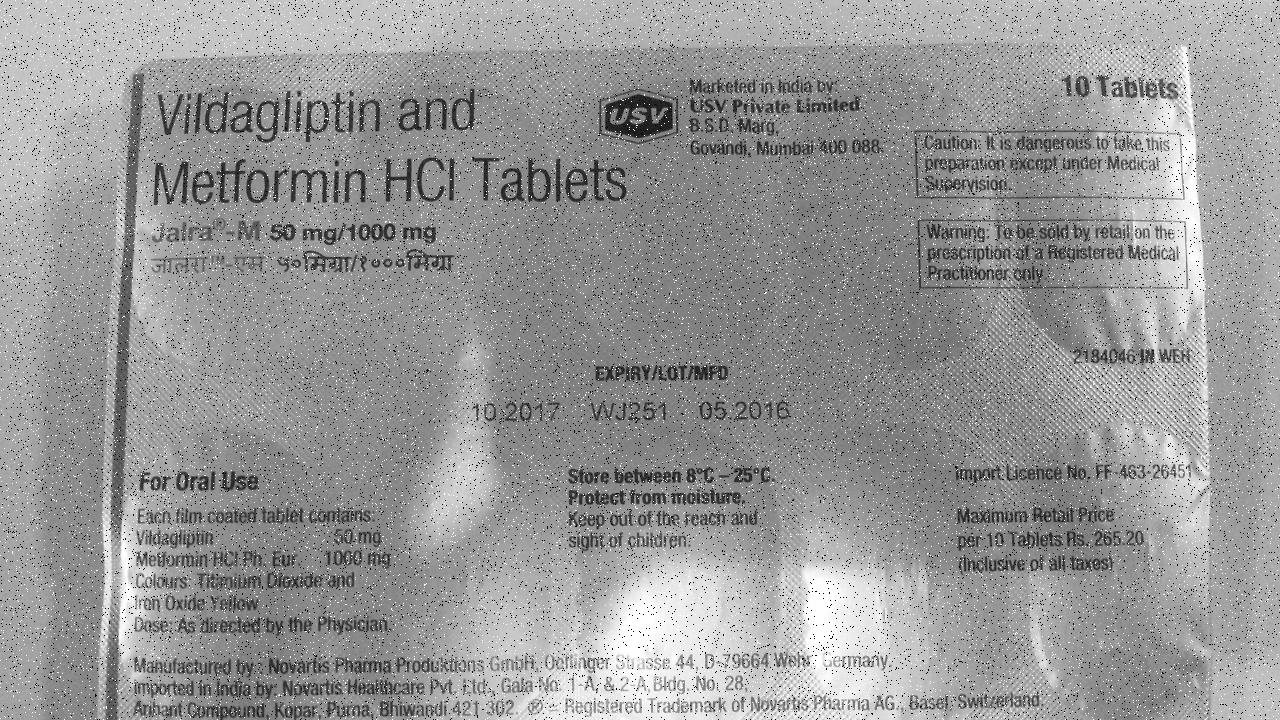 Vildagliptin and
Metformin HCl Tablets
Jalra™-M 50 mg/1000 mg
जालरा™-एम ५०मिग्रा/१०००मिग्रा
USV
Marketed in India by:
USV Private Limited
B.S.D. Marg,
Govandi, Mumbai 400 088.
10 Tablets
Caution: It is dangerous to take this
preparation except under Medical
Supervision.
Warning: To be sold by retail on the
prescription of a Registered Medical
Practitioner only
2184046 IN WEH
EXPIRY/LOT/MFD
10.2017 WJ251 05.2016
For Oral Use
Each film coated tablet contains:
Vildagliptin 50 mg
Metformin HCl Ph. Eur. 1000 mg
Colours: Titanium Dioxide and
Iron Oxide Yellow
Dose: As directed by the Physician.
Store between 8°C – 25°C.
Protect from moisture.
Keep out of the reach and
sight of children.
Import Licence No. FF-463-26451
Maximum Retail Price
per 10 Tablets Rs. 265.20
(Inclusive of all taxes)
Manufactured by : Novartis Pharma Produktions GmbH, Oeflinger Strasse 44, D-79664 Wehr, Germany.
Imported in India by: Novartis Healthcare Pvt. Ltd., Gala No. 1-A, & 2-A, Bldg. No. 28,
Arihant Compound, Kopar, Purna, Bhiwandi 421 302. ® – Registered Trademark of Novartis Pharma AG., Basel, Switzerland.